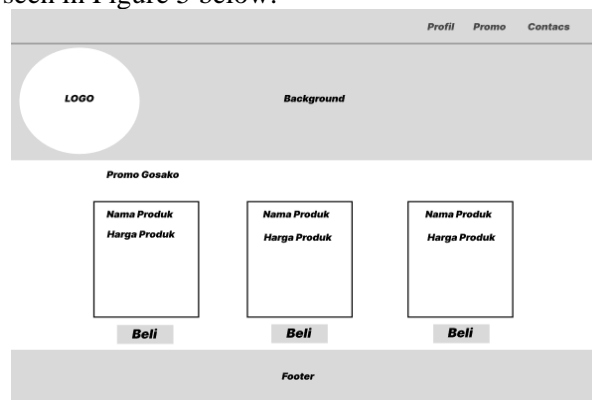 seen in Figure 3 below:
Profil Promo Contacs
LOGO Background
Promo Gosako
Nama Produk Nama Produk Nama Produk
Harga Produk Harga Produk Harga Produk
Beli Beli Beli
Footer